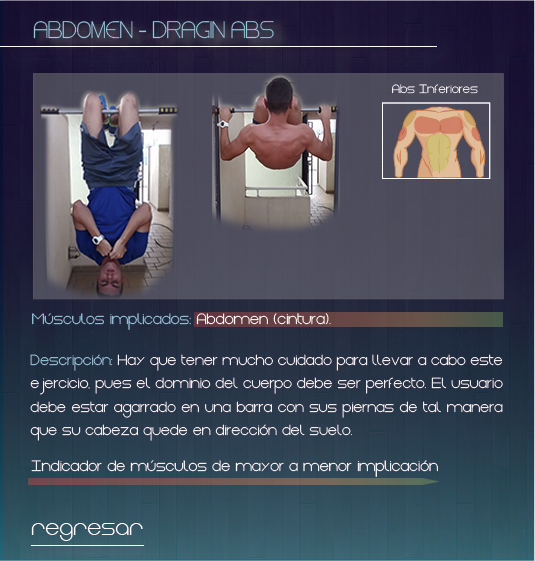 ABDOMEN - DRAGIN ABS
Abs Inferiores
Músculos implicados: Abdomen (cintura).
Descripción: Hay que tener mucho cuidado para llevar a cabo este
ejercicio, pues el dominio del cuerpo debe ser perfecto. El usuario
debe estar agarrado en una barra con sus piernas de tal manera
que su cabeza quede en dirección del suelo.
Indicador de músculos de mayor a menor implicación
regresar